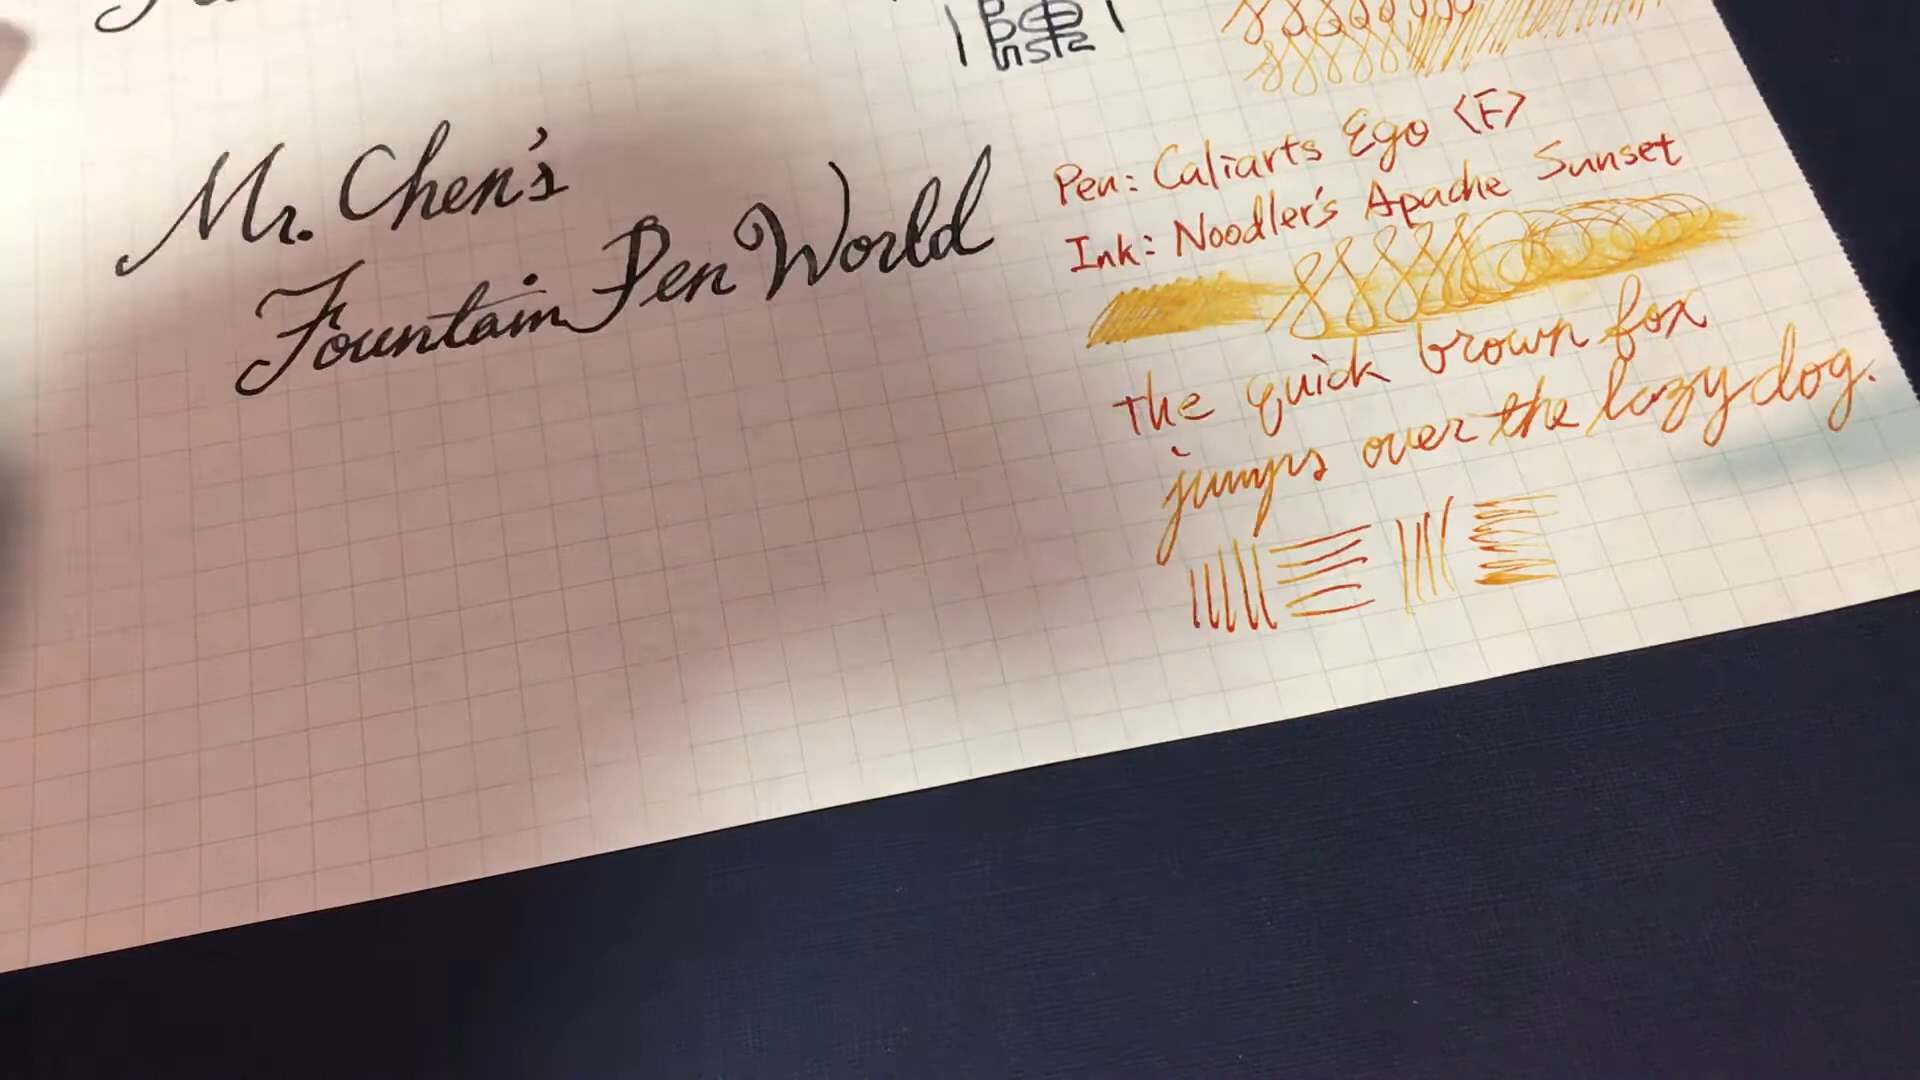 Mr. Chen's
Fountain Pen World
Pen: Caliarts Ego <F>
Ink: Noodler's Apache Sunset
the quick brown fox
jumps over the lazy dog.